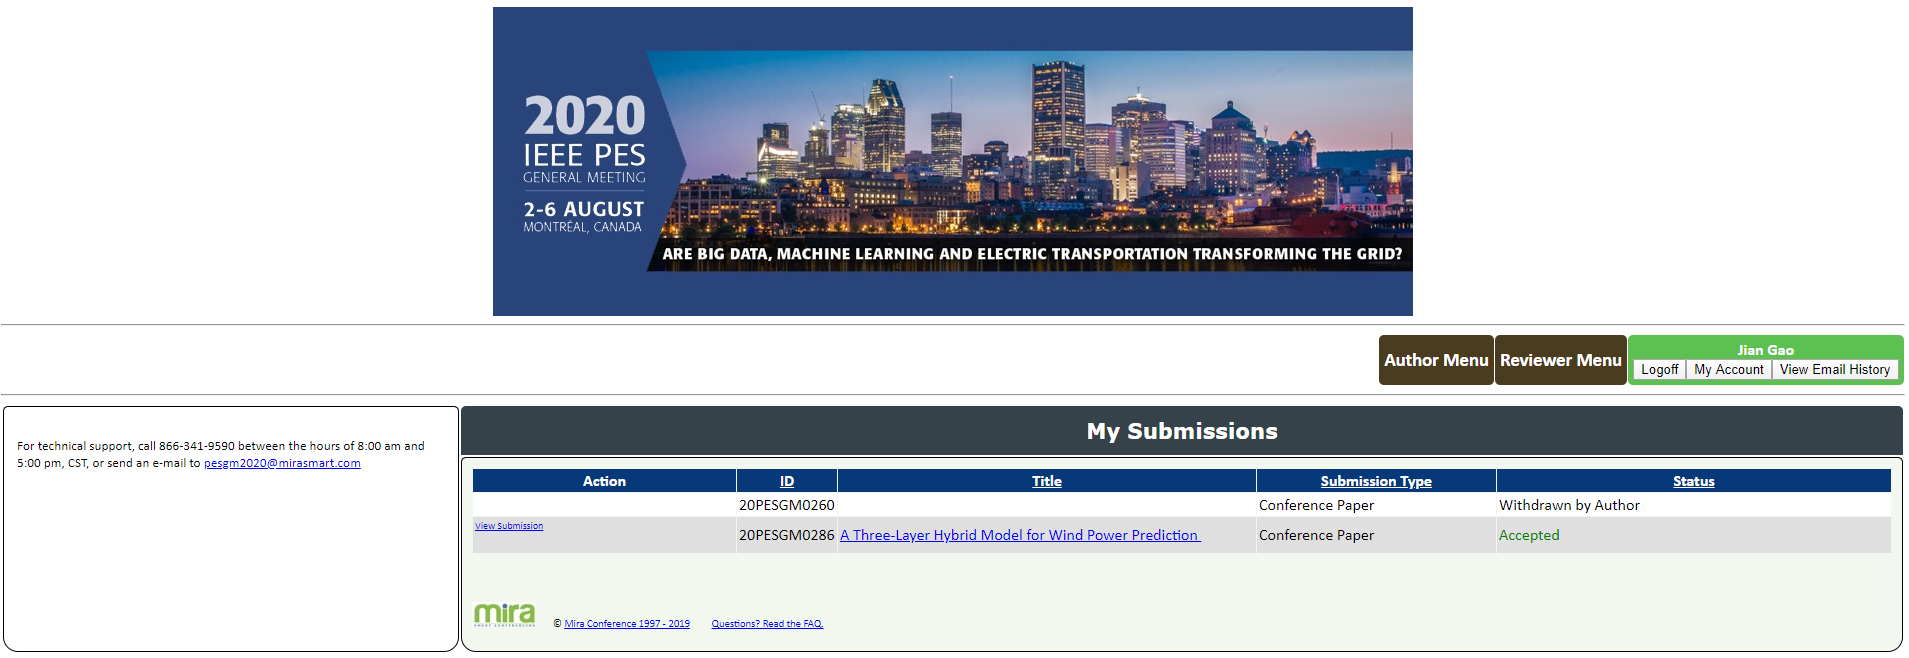 2020
IEEE PES
GENERAL MEETING
2-6 AUGUST
MONTRÉAL, CANADA
ARE BIG DATA, MACHINE LEARNING AND ELECTRIC TRANSPORTATION TRANSFORMING THE GRID?
Author Menu Reviewer Menu Jian Gao
Logoff My Account View Email History
For technical support, call 866-341-9590 between the hours of 8:00 am and
5:00 pm, CST, or send an e-mail to pesgm2020@mirasmart.com
My Submissions
Action ID Title Submission Type Status
20PESGM0260 Conference Paper Withdrawn by Author
View Submission 20PESGM0286 A Three-Layer Hybrid Model for Wind Power Prediction Conference Paper Accepted
mira
SMART CONFERENCING
© Mira Conference 1997 - 2019 Questions? Read the FAQ.